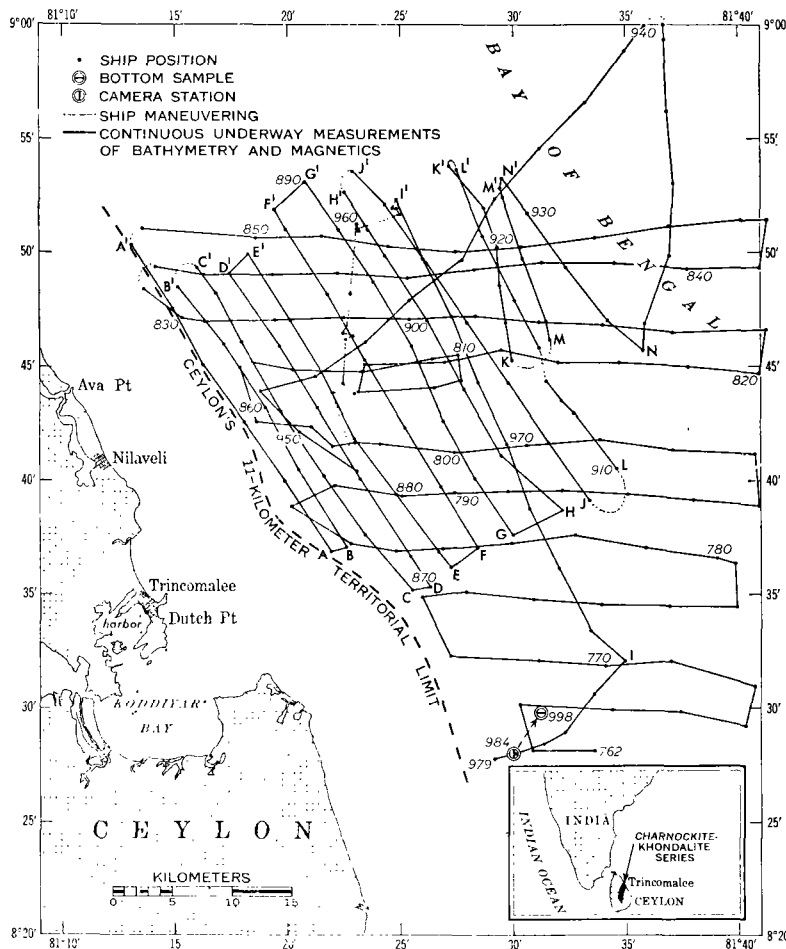 81°10'
15'
20'
25'
30'
35'
81°40'
9°00'
9°00'
SHIP POSITION
BOTTOM SAMPLE
CAMERA STATION
SHIP MANEUVERING
CONTINUOUS UNDERWAY MEASUREMENTS
OF BATHYMETRY AND MAGNETICS
BAY OF BENGAL
940
55'
55'
G'
890
J'
K'
L'
N'
M'
H'
I'
F'
960
930
850
50'
50'
A'
E'
C'
D'
B'
920
840
830
900
810
M
N
K
45'
45'
820
Ava Pt
CEYLON'S
11-KILOMETER TERRITORIAL LIMIT
860
950
970
Nilaveli
800
910
L
40'
40'
880
790
J
H
G
780
A
B
F
E
870
C
D
35'
35'
Trincomalee
harbor
Dutch Pt
770
I
30'
30'
KODDIYAR
BAY
998
984
979
762
25'
25'
CEYLON
KILOMETERS
0
5
10
15
INDIAN OCEAN
INDIA
CHARNOCKITE-
KHONDALITE
SERIES
Trincomalee
CEYLON
8°20'
8°20'
81°10'
15'
20'
25'
30'
35'
81°40'